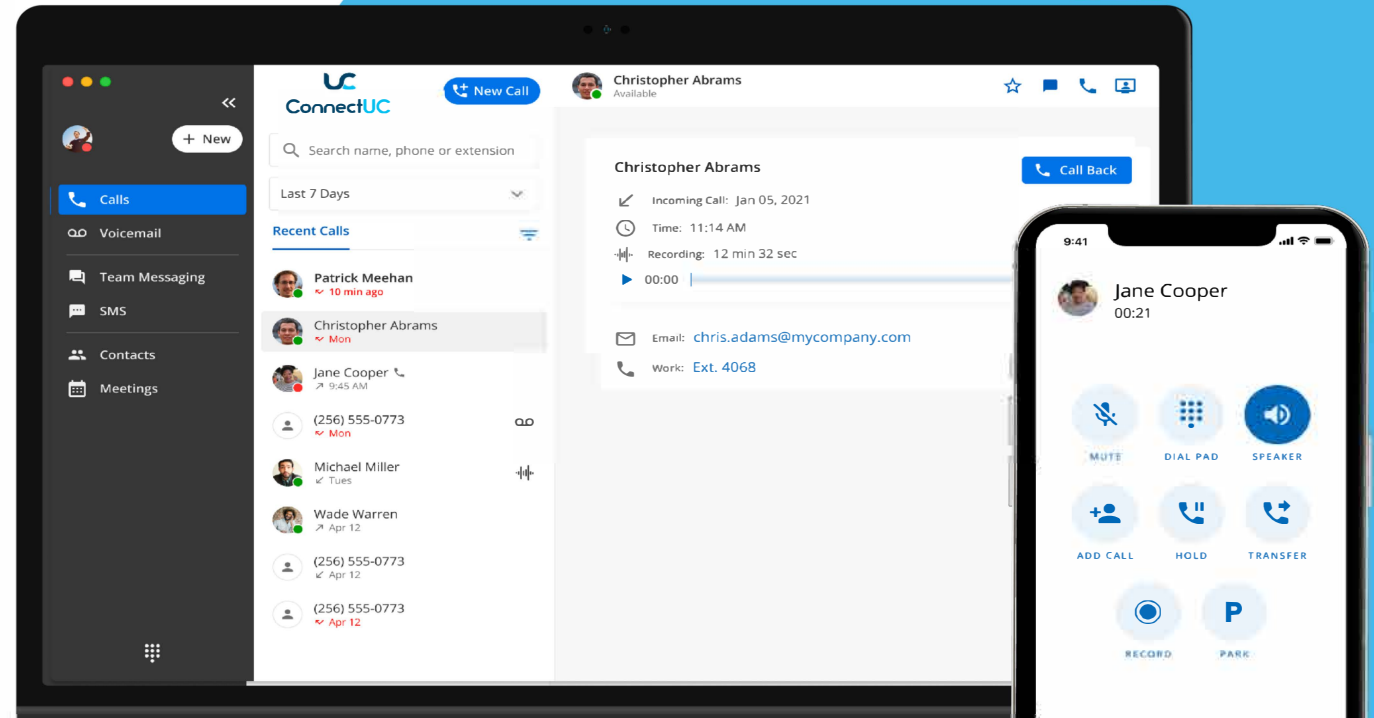 + New
Calls
Voicemail
Team Messaging
SMS
Contacts
Meetings
UC
ConnectUC
New Call
Search name, phone or extension
Last 7 Days
Recent Calls
Patrick Meehan
10 min ago
Christopher Abrams
Mon
Jane Cooper
9:45 AM
(256) 555-0773
Mon
Michael Miller
Tues
Wade Warren
Apr 12
(256) 555-0773
Apr 12
(256) 555-0773
Apr 12
Christopher Abrams
Available
Christopher Abrams
Call Back
Incoming Call: Jan 05, 2021
Time: 11:14 AM
Recording: 12 min 32 sec
00:00
Email: chris.adams@mycompany.com
Work: Ext. 4068
9:41
Jane Cooper
00:21
MUTE DIAL PAD SPEAKER
ADD CALL HOLD TRANSFER
P
RECORD PARK